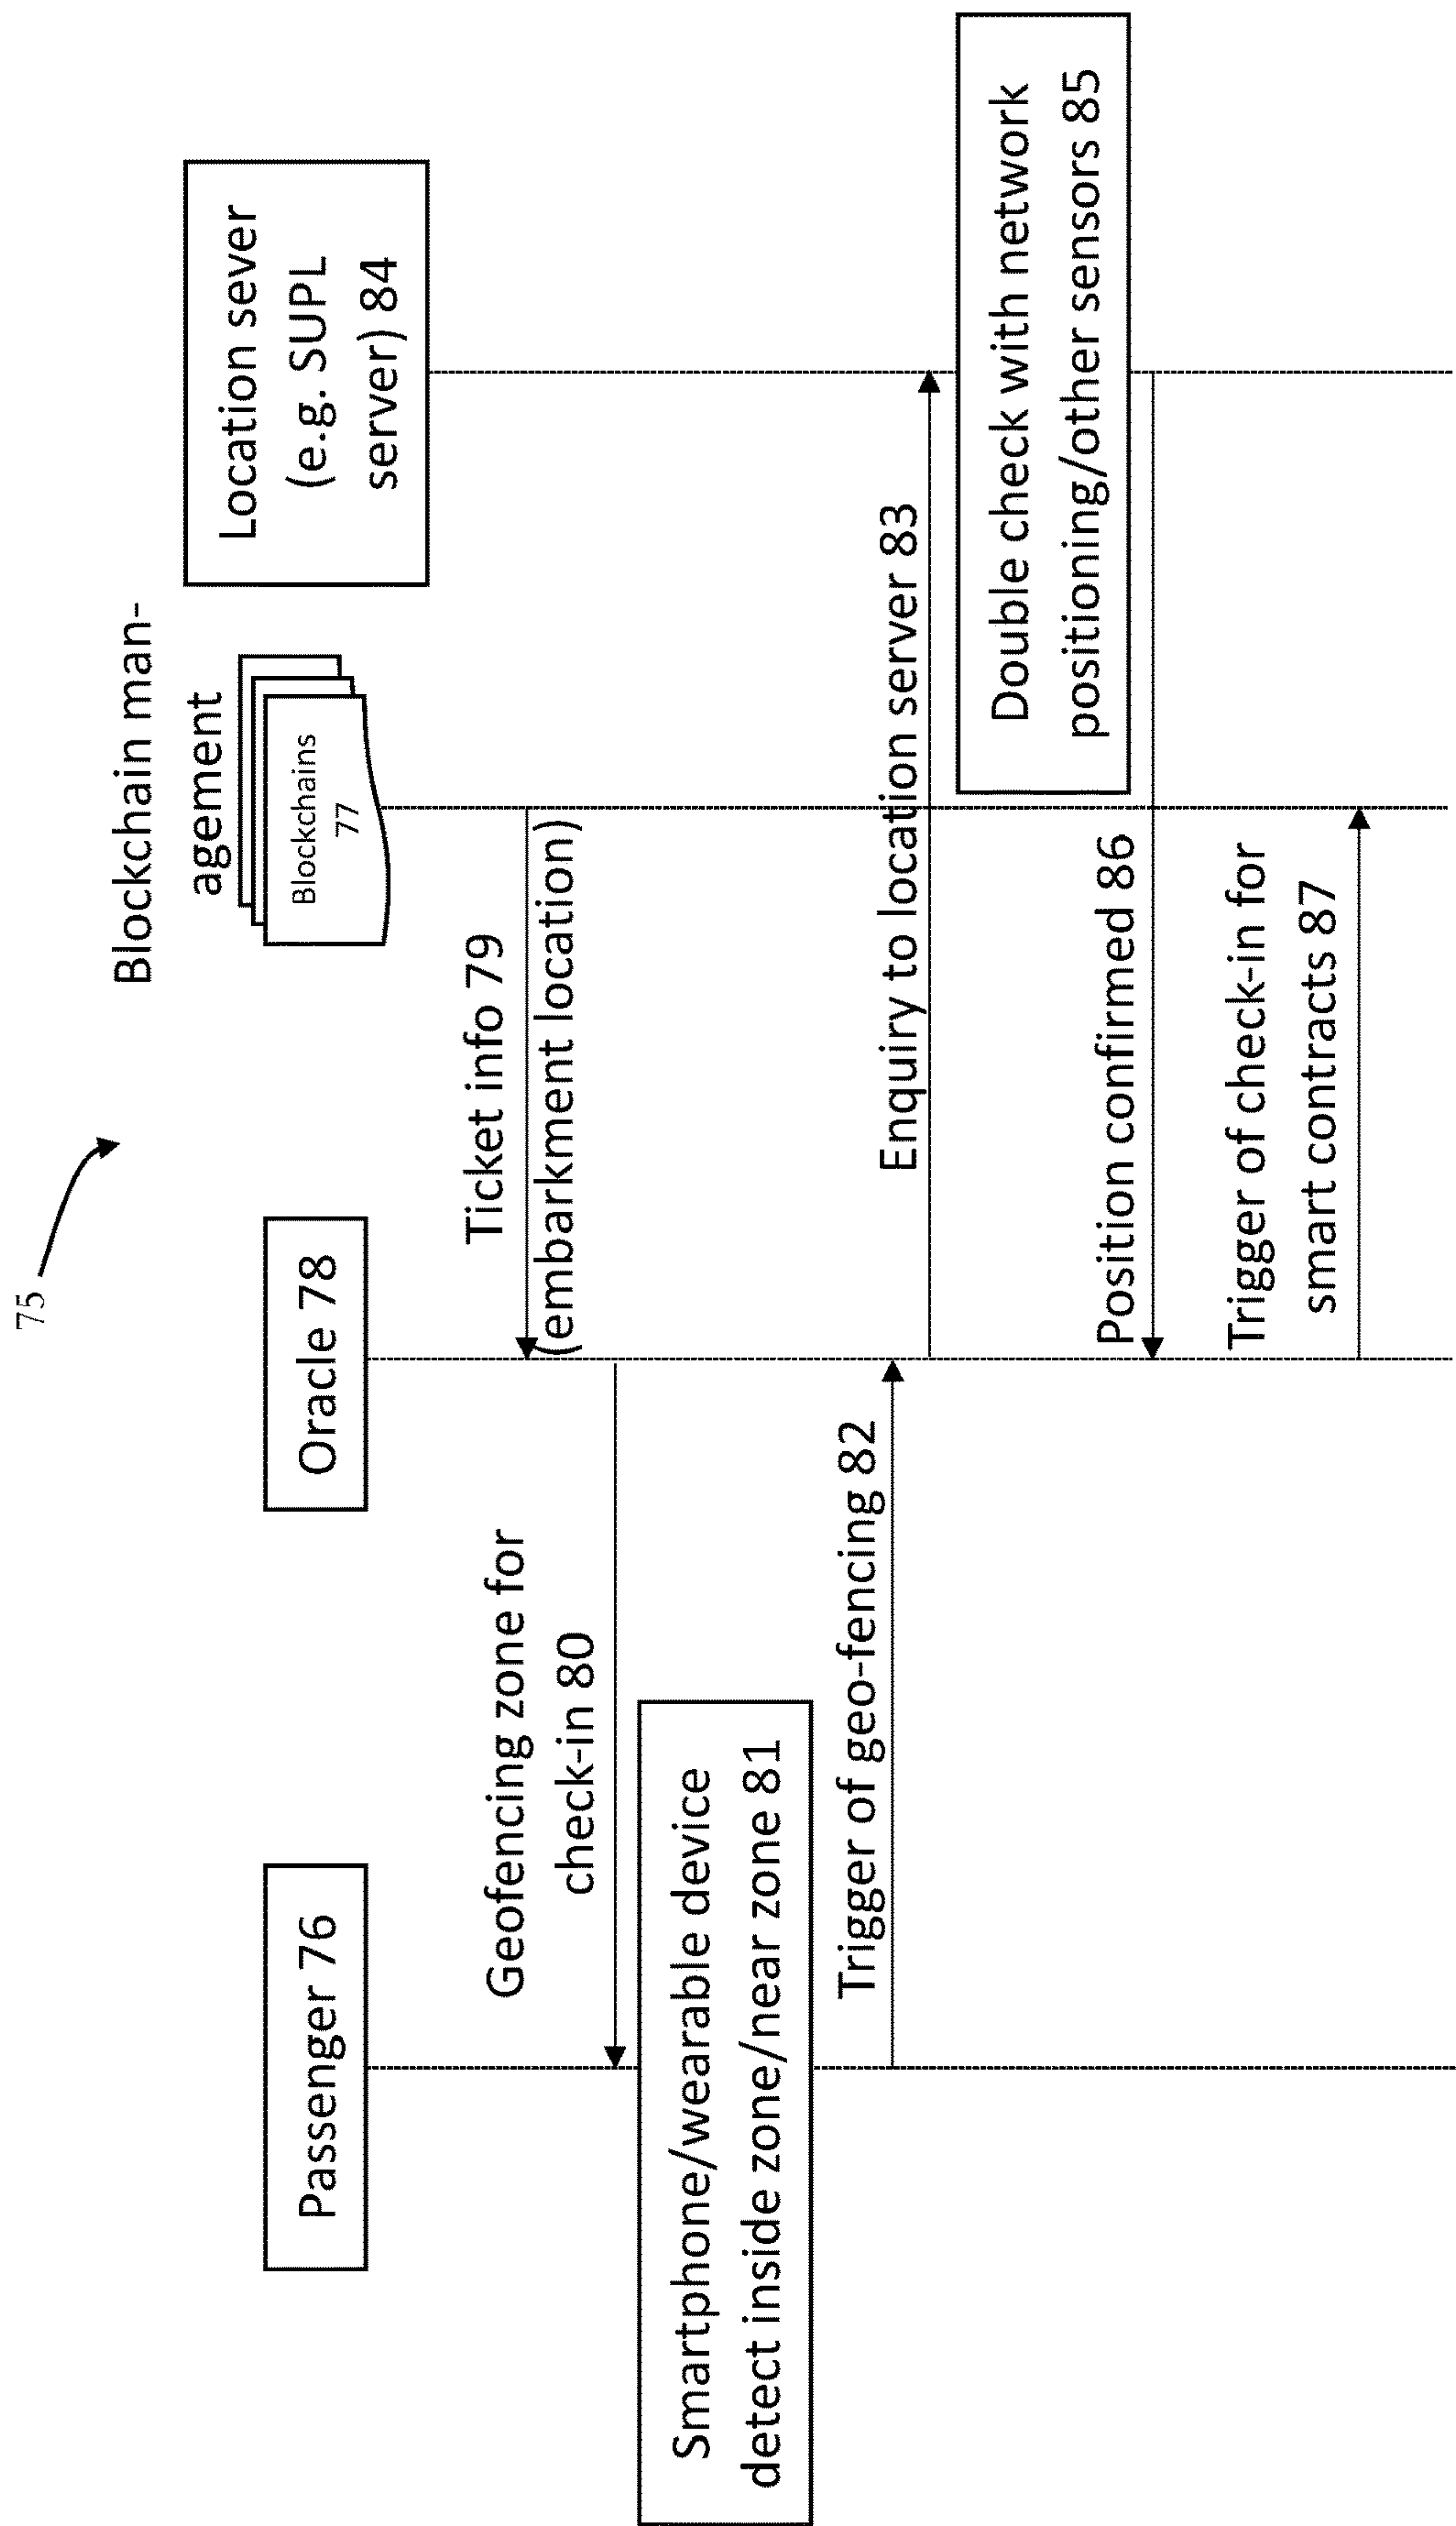 75
Blockchain man-
agement
Passenger 76
Oracle 78
Blockchains
77
Location sever
(e.g. SUPL
server) 84
Ticket info 79
(embarkment location)
Geofencing zone for
check-in 80
Smartphone/wearable device
detect inside zone/near zone 81
Trigger of geo-fencing 82
Enquiry to location server 83
Double check with network
positioning/other sensors 85
Position confirmed 86
Trigger of check-in for
smart contracts 87